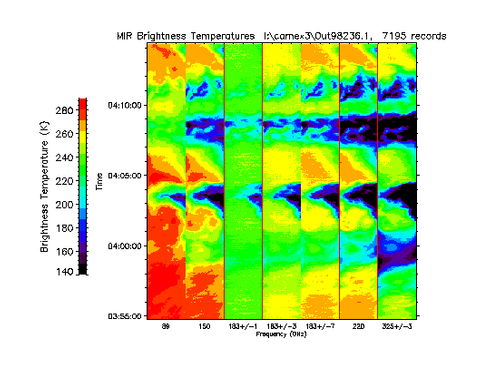 MIR Brightness Temperatures I:\camex3\Out98236.1, 7195 records
Brightness Temperature (K)
280
260
240
220
200
180
160
140
Time
04:10:00
04:05:00
04:00:00
03:55:00
89 150 183+/-1 183+/-3 183+/-7 220 325+/-3
Frequency (GHz)